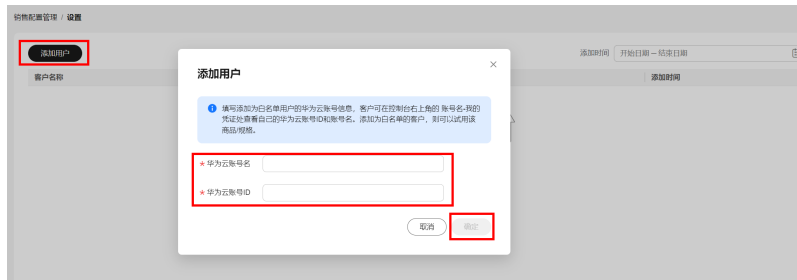 销售配置管理 / 设置
添加用户
添加时间 开始日期 – 结束日期
客户名称
添加时间
添加用户
填写添加为白名单用户的华为云账号信息，客户可在控制台右上角的 账号名-我的
凭证处查看自己的华为云账号ID和账号名。添加为白名单的客户，则可以试用该
商品/规格。
* 华为云账号名
* 华为云账号ID
取消
确定